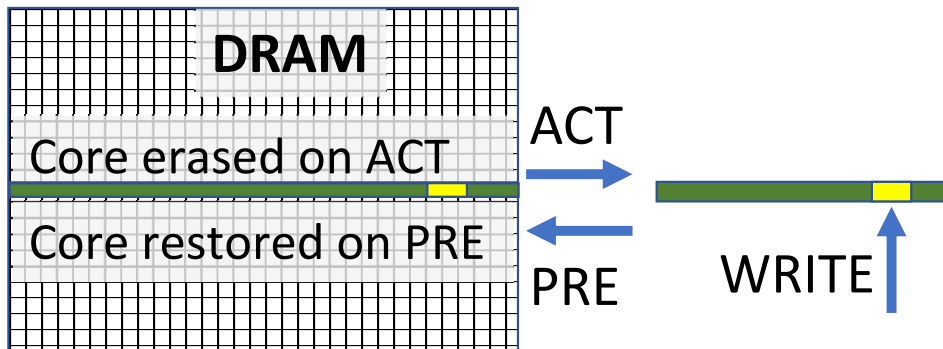 DRAM
Core erased on ACT
Core restored on PRE
ACT
PRE
WRITE